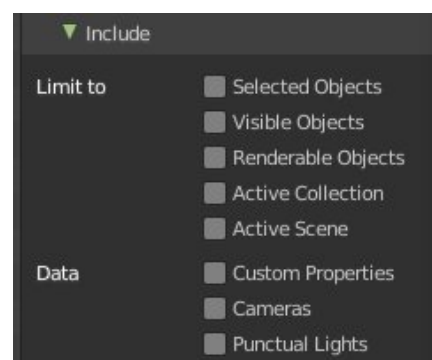 Include
Limit to Selected Objects
Visible Objects
Renderable Objects
Active Collection
Active Scene
Data Custom Properties
Cameras
Punctual Lights